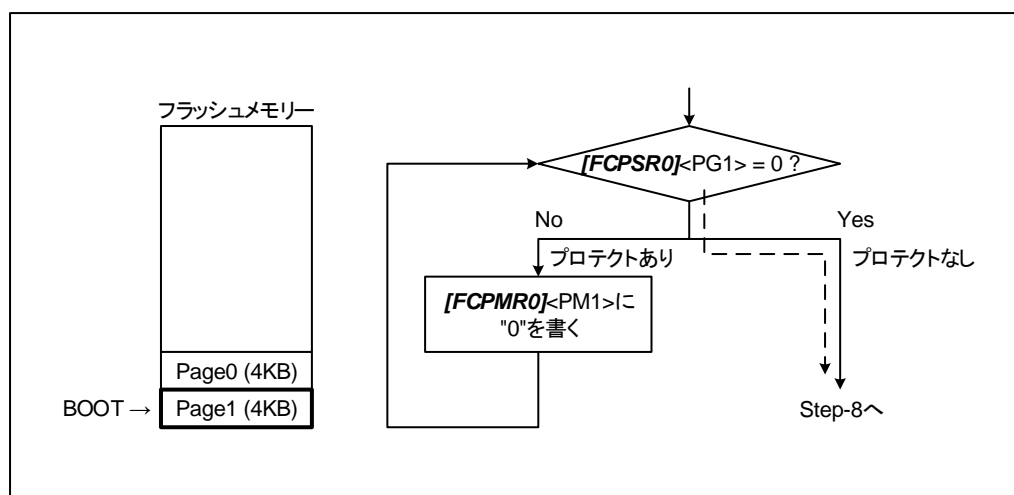 フラッシュメモリー
Page0 (4KB)
BOOT → Page1 (4KB)
[FCPSR0]<PG1> = 0 ?
No
Yes
プロテクトあり
プロテクトなし
[FCPMR0]<PM1>に
"0"を書く
Step-8へ